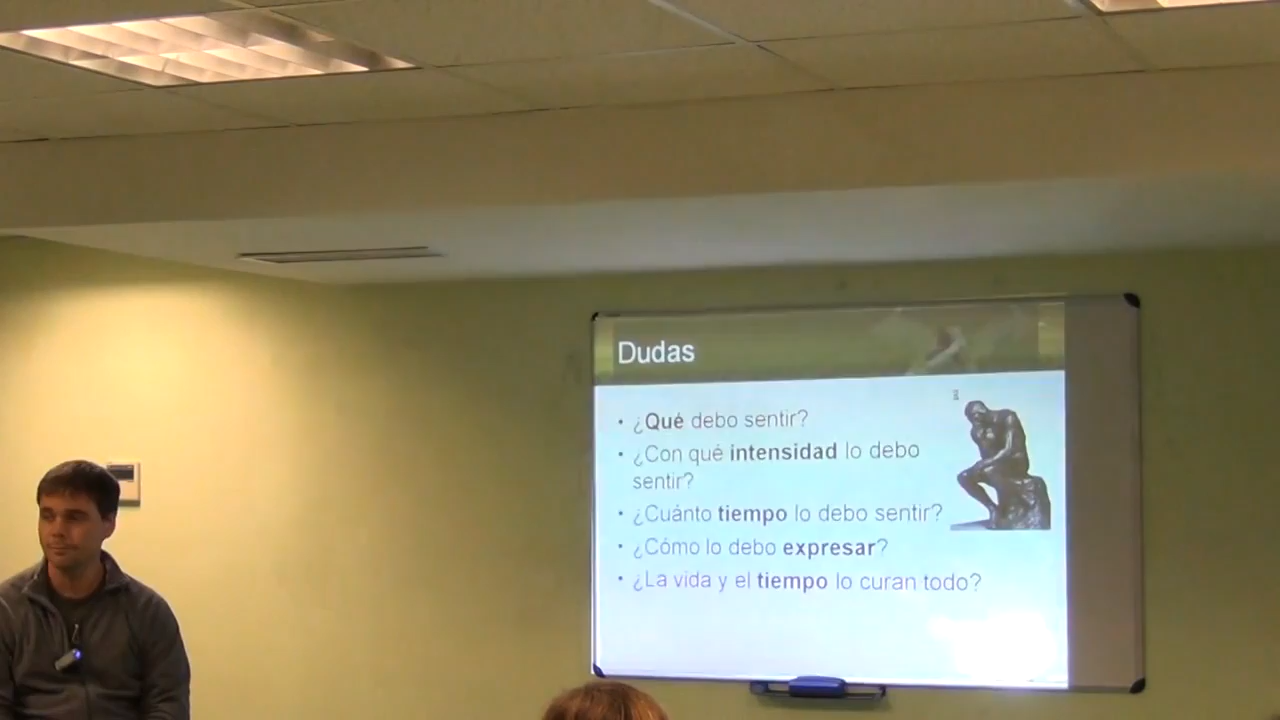 Dudas
• ¿Qué debo sentir?
• ¿Con qué intensidad lo debo
sentir?
• ¿Cuánto tiempo lo debo sentir?
• ¿Cómo lo debo expresar?
• ¿La vida y el tiempo lo curan todo?